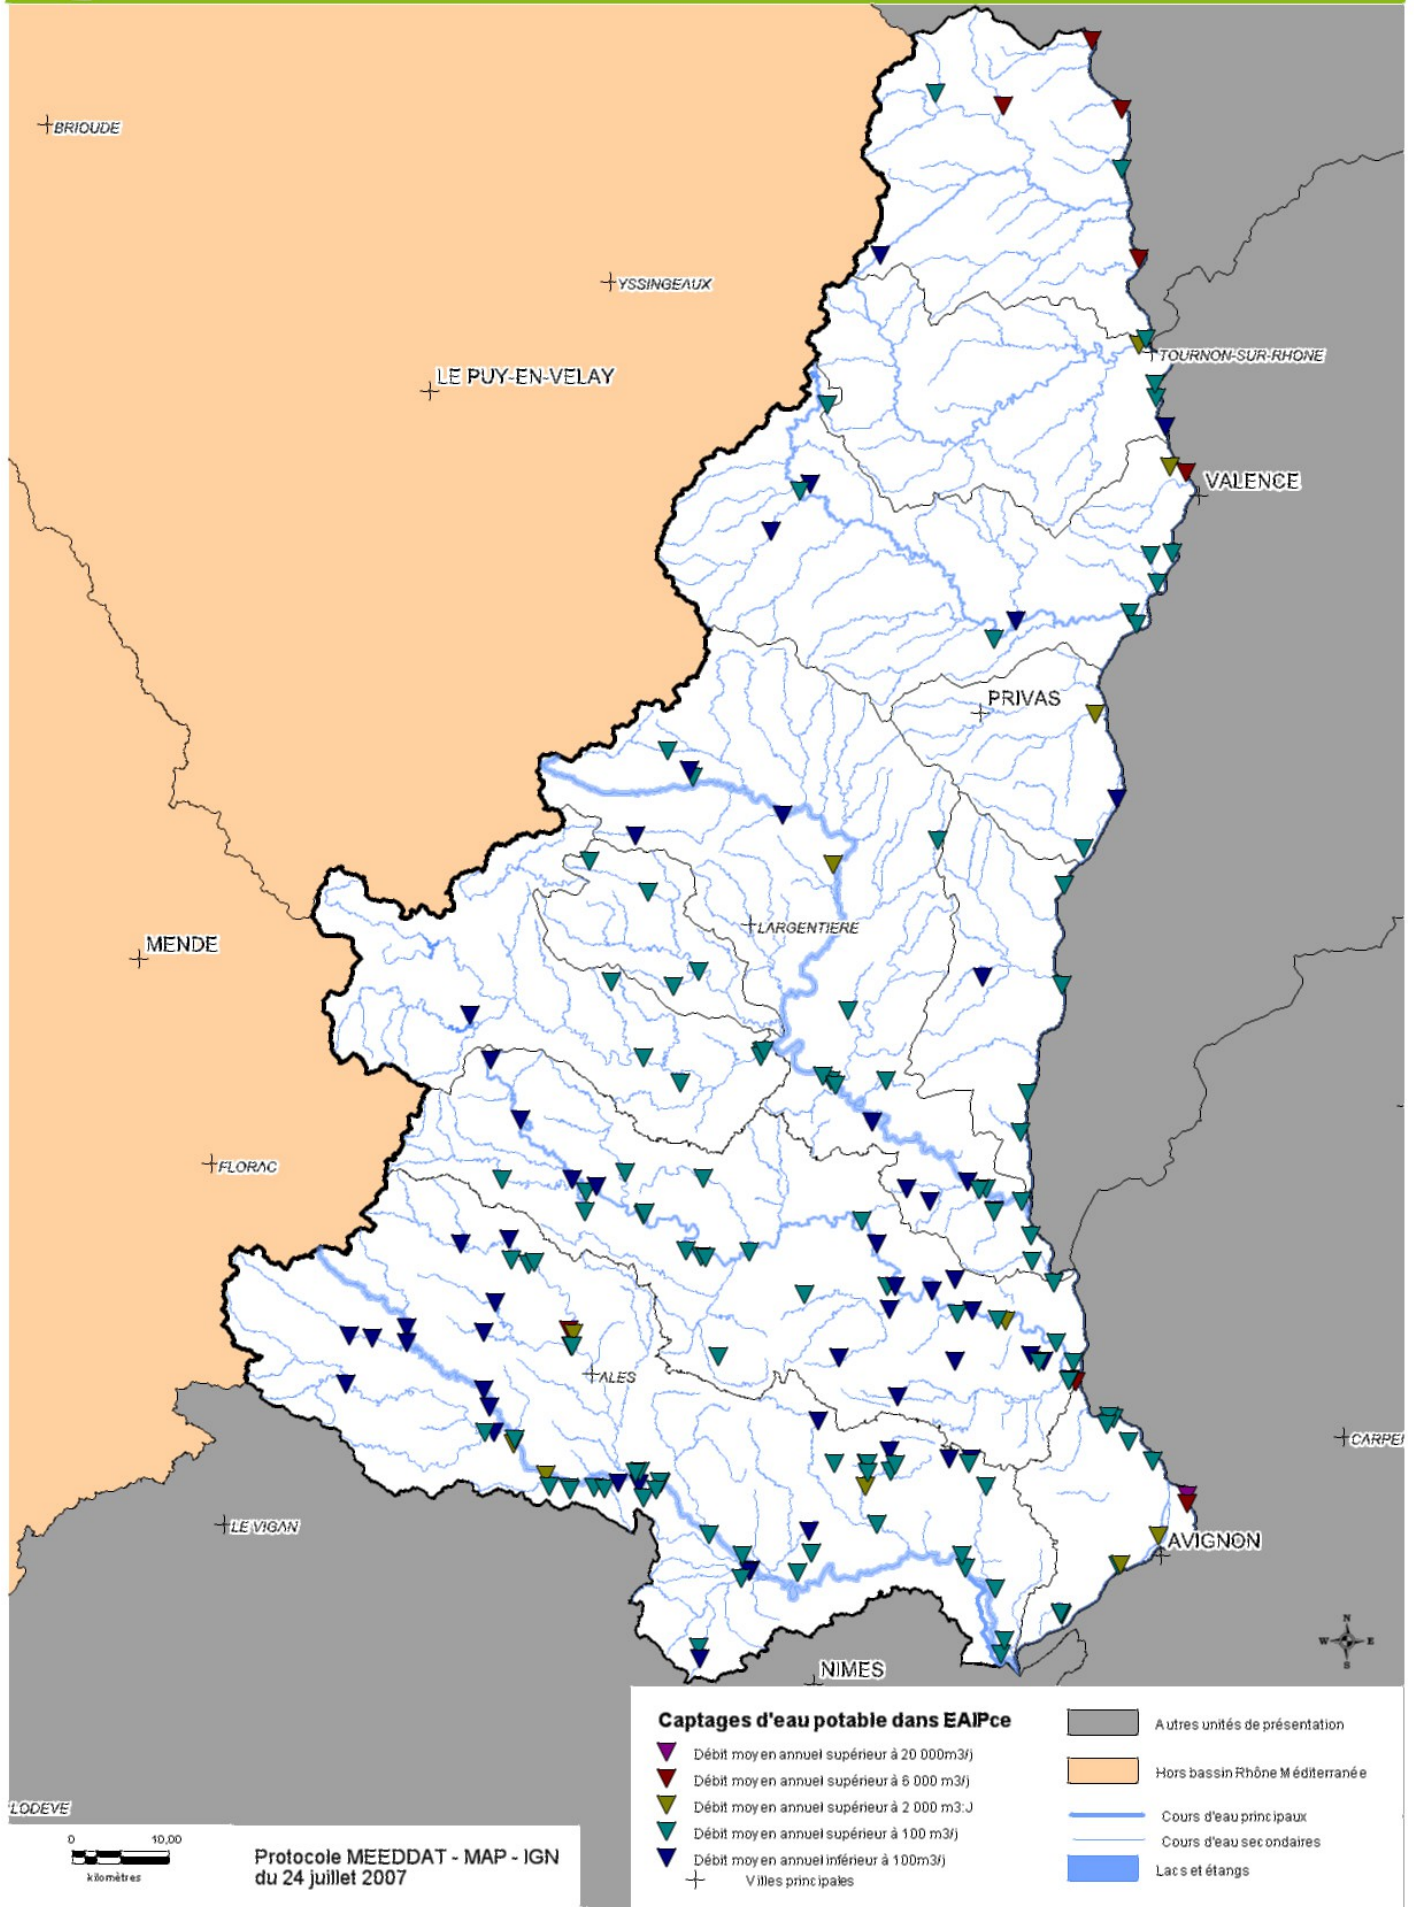 BRIOUDE
YSSINGEAUX
TOURNON-SUR-RHONE
LE PUY-EN-VELAY
VALENCE
PRIVAS
LARGENTIERE
MENDE
FLORAC
ALES
CARPE
LE VIGAN
AVIGNON
NIMES
LODEVE
N
W E
S
0 10,00
kilomètres
Protocole MEEDDAT - MAP - IGN
du 24 juillet 2007
Captages d'eau potable dans EAIPce
Débit moyen annuel supérieur à 20 000m3/j
Débit moyen annuel supérieur à 6 000 m3/j
Débit moyen annuel supérieur à 2 000 m3:J
Débit moyen annuel supérieur à 100 m3/j
Débit moyen annuel inférieur à 100m3/j
Villes principales
Autres unités de présentation
Hors bassin Rhône Méditerranée
Cours d'eau principaux
Cours d'eau secondaires
Lacs et étangs